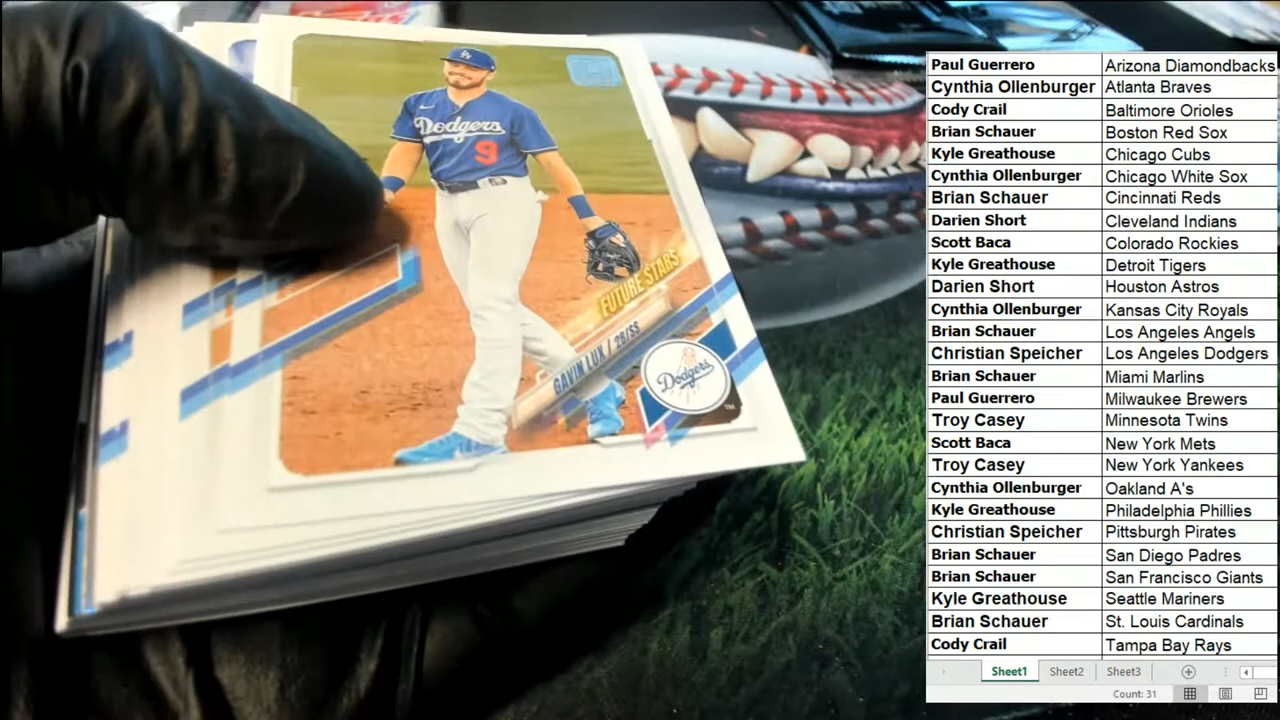 LA
Dodgers
9
FUTURE STARS
GAVIN LUX / 2B/SS
Dodgers
TM
Paul Guerrero Arizona Diamondbacks
Cynthia Ollenburger Atlanta Braves
Cody Crail Baltimore Orioles
Brian Schauer Boston Red Sox
Kyle Greathouse Chicago Cubs
Cynthia Ollenburger Chicago White Sox
Brian Schauer Cincinnati Reds
Darien Short Cleveland Indians
Scott Baca Colorado Rockies
Kyle Greathouse Detroit Tigers
Darien Short Houston Astros
Cynthia Ollenburger Kansas City Royals
Brian Schauer Los Angeles Angels
Christian Speicher Los Angeles Dodgers
Brian Schauer Miami Marlins
Paul Guerrero Milwaukee Brewers
Troy Casey Minnesota Twins
Scott Baca New York Mets
Troy Casey New York Yankees
Cynthia Ollenburger Oakland A's
Kyle Greathouse Philadelphia Phillies
Christian Speicher Pittsburgh Pirates
Brian Schauer San Diego Padres
Brian Schauer San Francisco Giants
Kyle Greathouse Seattle Mariners
Brian Schauer St. Louis Cardinals
Cody Crail Tampa Bay Rays
Sheet1 Sheet2 Sheet3
Count: 31